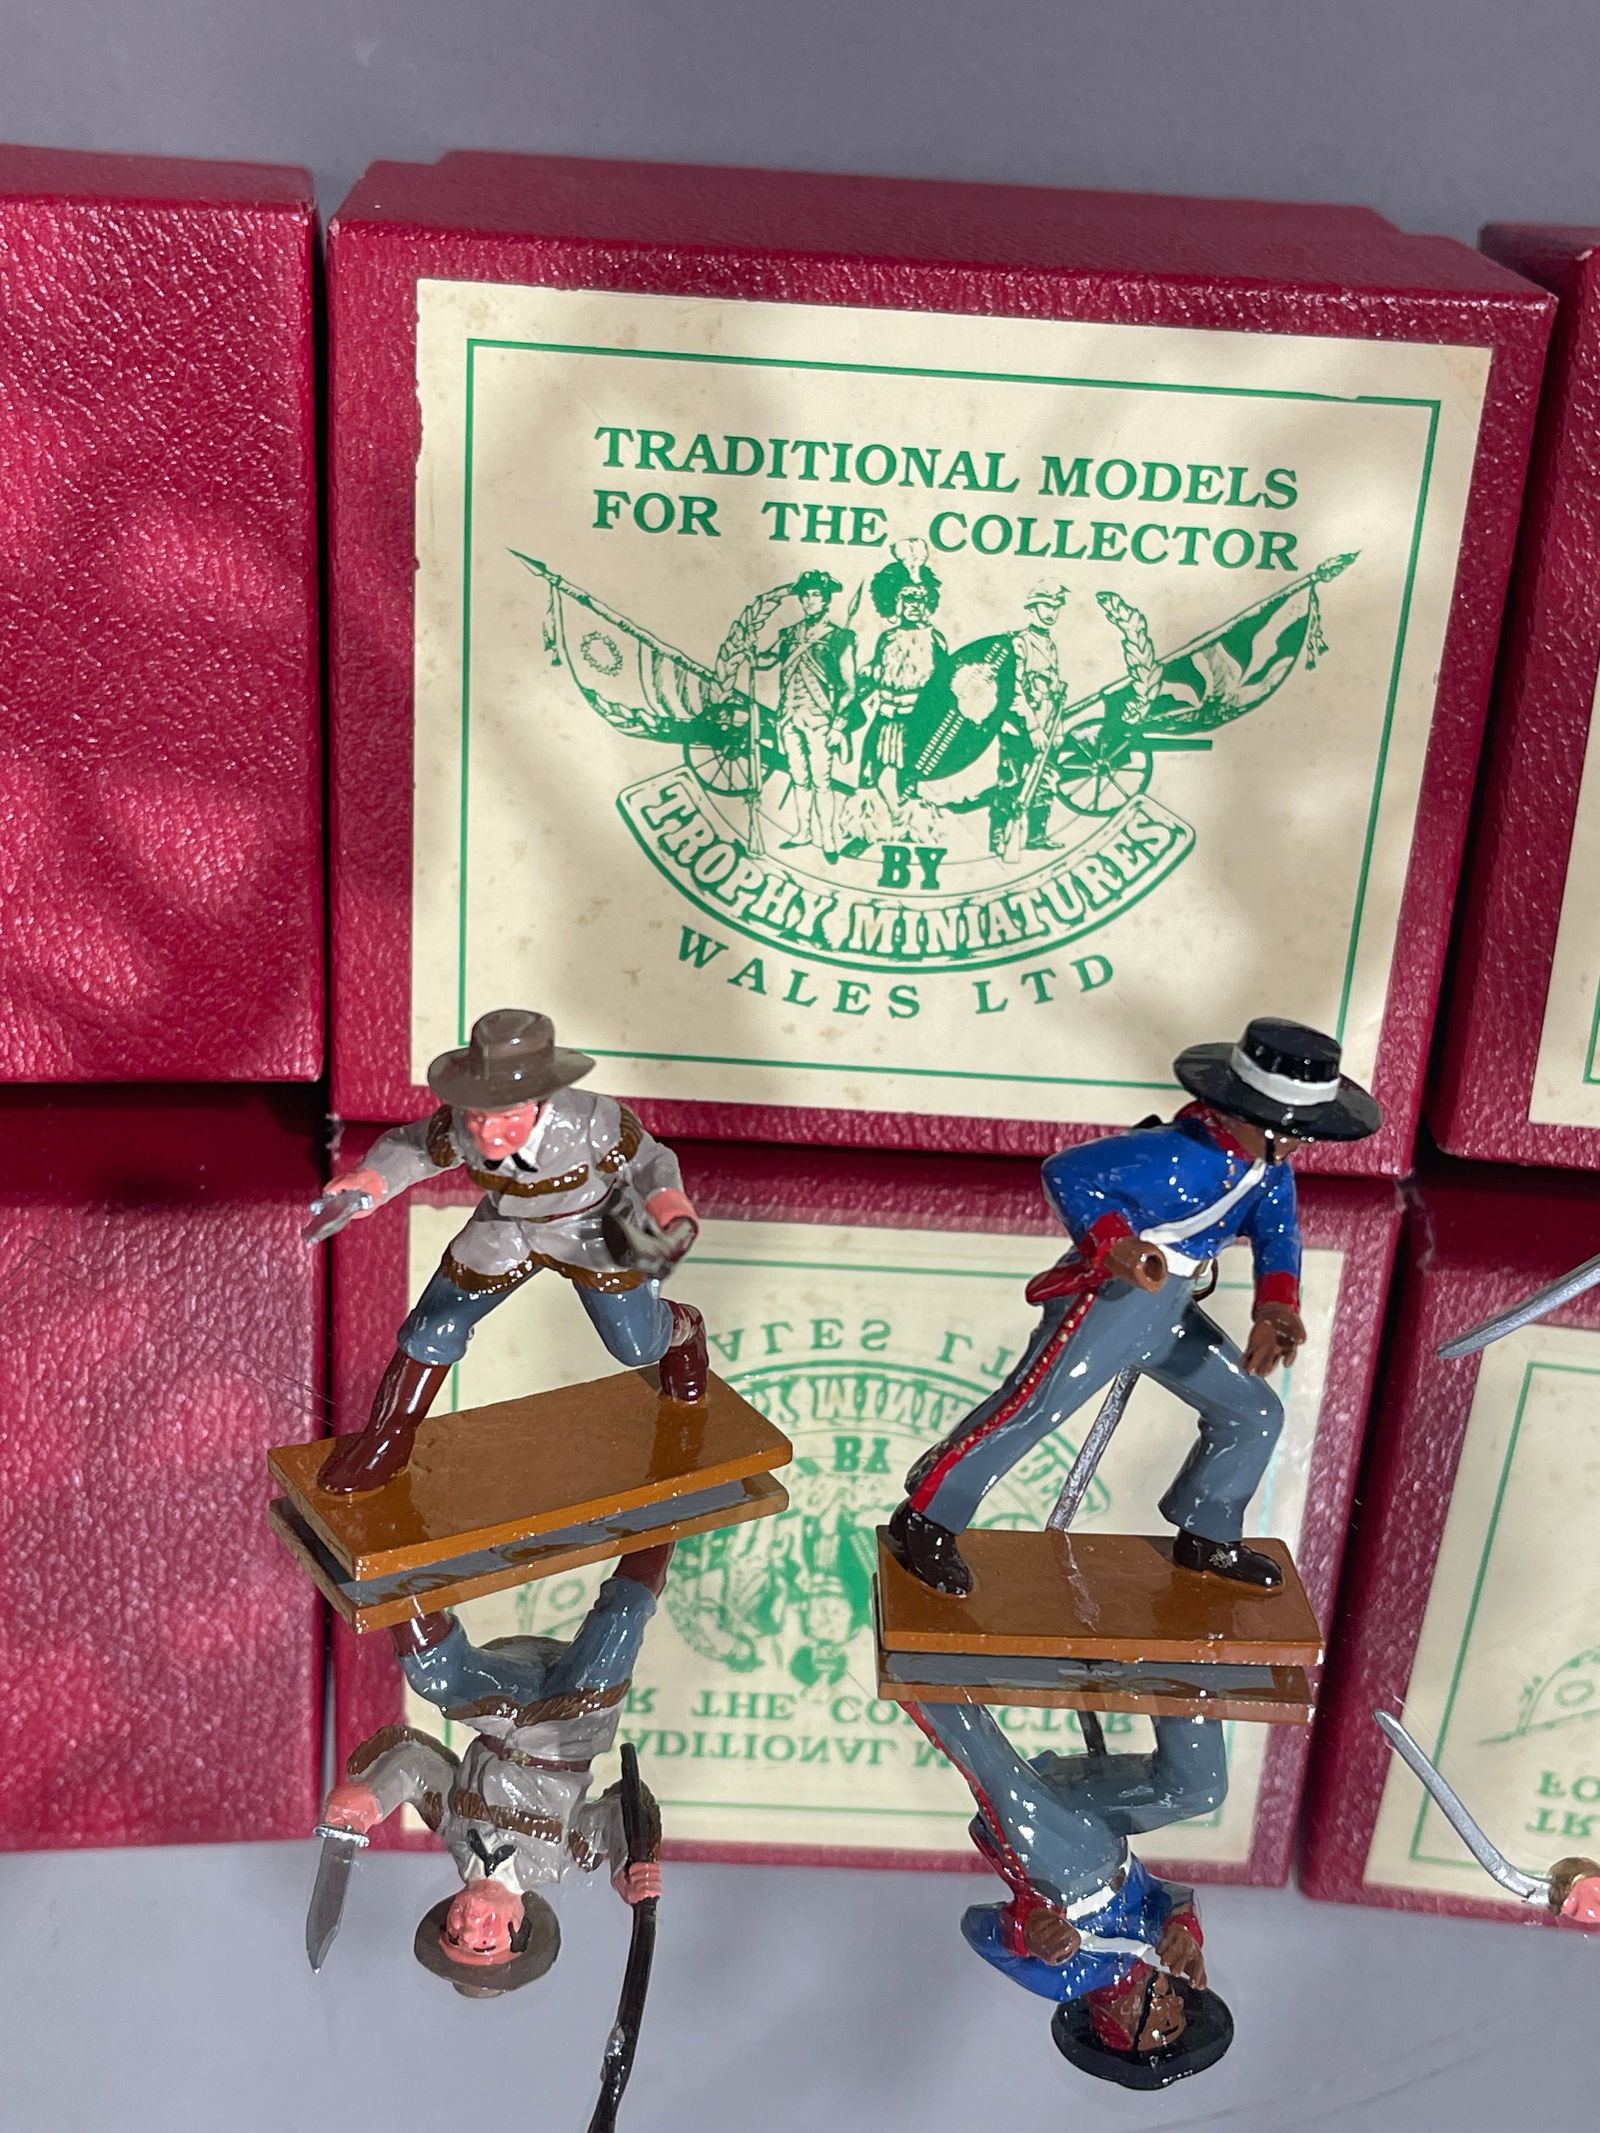 TRADITIONAL MODELS
FOR THE COLLECTOR
BY
TROPHY MINIATURES
WALES LTD